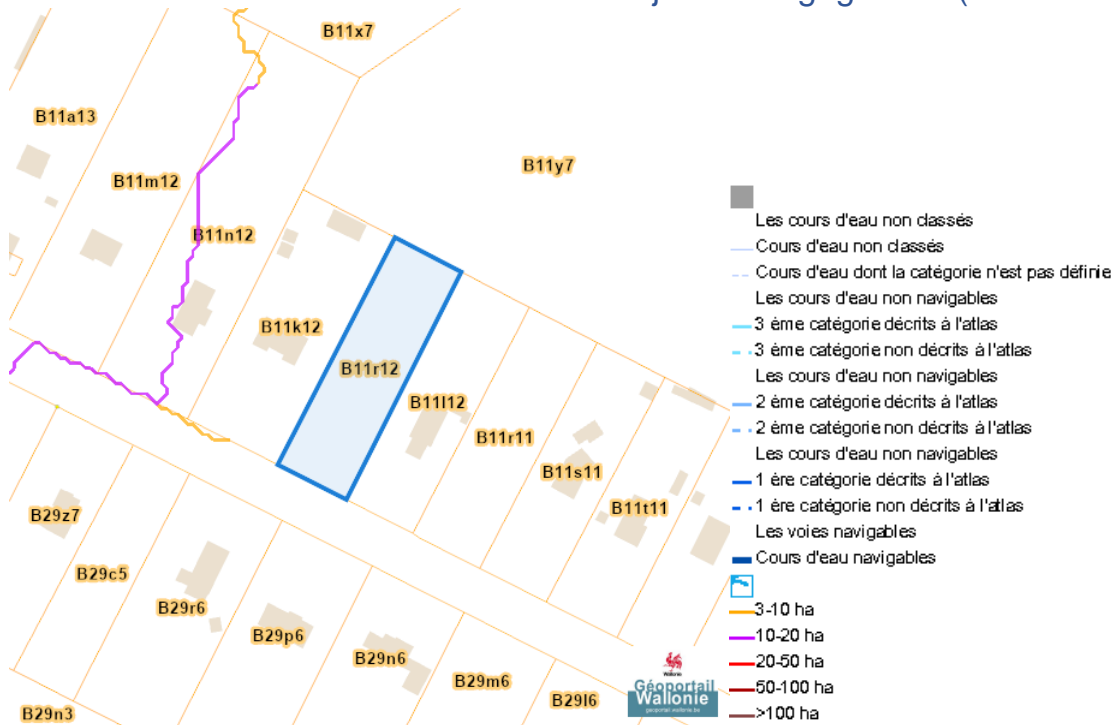 B11x7
B11a13
B11y7
B11m12
B11n12
B11k12
B11r12
B11l12
B11r11
B11s11
B11t11
B29z7
B29c5
B29r6
B29p6
B29n6
B29m6
B29l6
B29n3
Les cours d'eau non classés
Cours d'eau non classés
Cours d'eau dont la catégorie n'est pas définie
Les cours d'eau non navigables
3 ème catégorie décrits à l'atlas
3 ème catégorie non décrits à l'atlas
Les cours d'eau non navigables
2 ème catégorie décrits à l'atlas
2 ème catégorie non décrits à l'atlas
Les cours d'eau non navigables
1 ère catégorie décrits à l'atlas
1 ère catégorie non décrits à l'atlas
Les voies navigables
Cours d'eau navigables
3-10 ha
10-20 ha
20-50 ha
50-100 ha
>100 ha
Wallonie
Géoportail
Wallonie
geoportail.wallonie.be